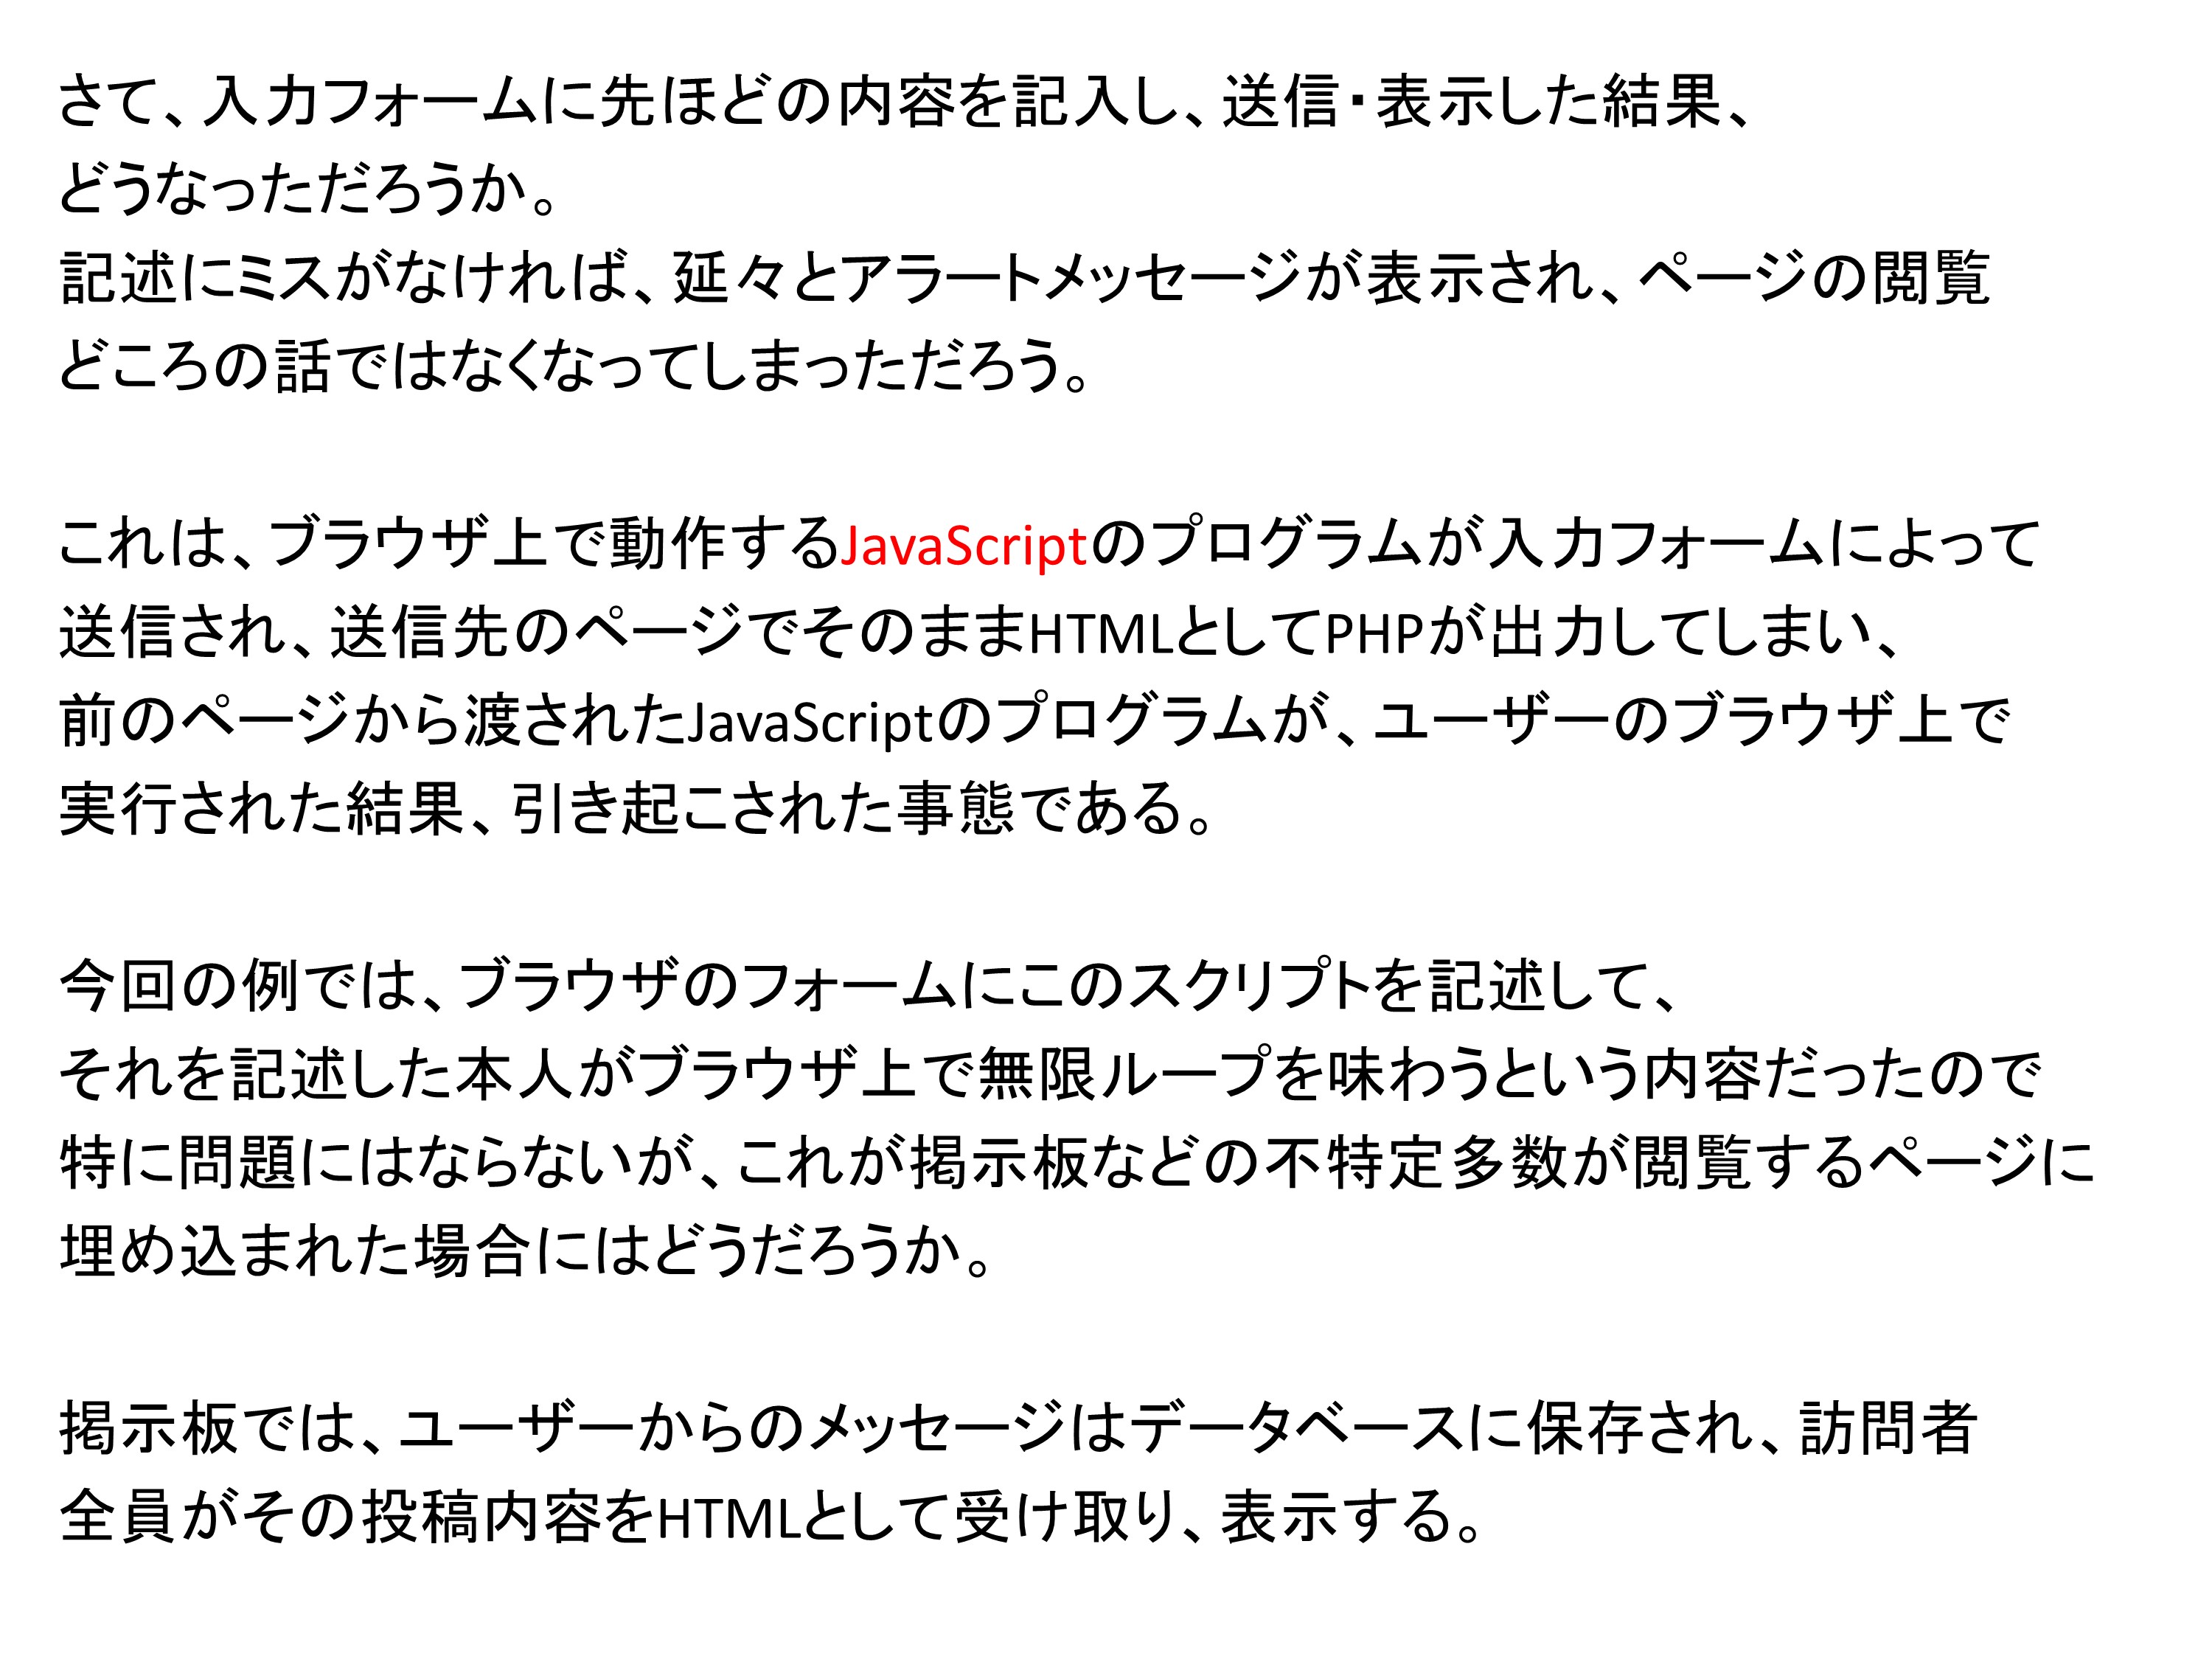 さて、入力フォームに先ほどの内容を記入し、送信・表示した結果、
どうなっただろうか。
記述にミスがなければ、延々とアラートメッセージが表示され、ページの閲覧
どころの話ではなくなってしまっただろう。
これは、ブラウザ上で動作するJavaScriptのプログラムが入力フォームによって
送信され、送信先のページでそのままHTMLとしてPHPが出力してしまい、
前のページから渡されたJavaScriptのプログラムが、ユーザーのブラウザ上で
実行された結果、引き起こされた事態である。
今回の例では、ブラウザのフォームにこのスクリプトを記述して、
それを記述した本人がブラウザ上で無限ループを味わうという内容だったので
特に問題にはならないが、これが掲示板などの不特定多数が閲覧するページに
埋め込まれた場合にはどうだろうか。
掲示板では、ユーザーからのメッセージはデータベースに保存され、訪問者
全員がその投稿内容をHTMLとして受け取り、表示する。